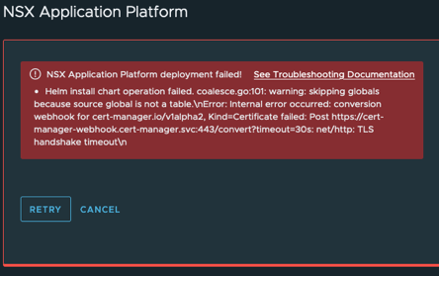 NSX Application Platform
NSX Application Platform deployment failed! See Troubleshooting Documentation
• Helm install chart operation failed. coalesce.go:101: warning: skipping globals
because source global is not a table.\nError: Internal error occurred: conversion
webhook for cert-manager.io/v1alpha2, Kind=Certificate failed: Post https://cert-
manager-webhook.cert-manager.svc:443/convert?timeout=30s: net/http: TLS
handshake timeout\n
RETRY CANCEL